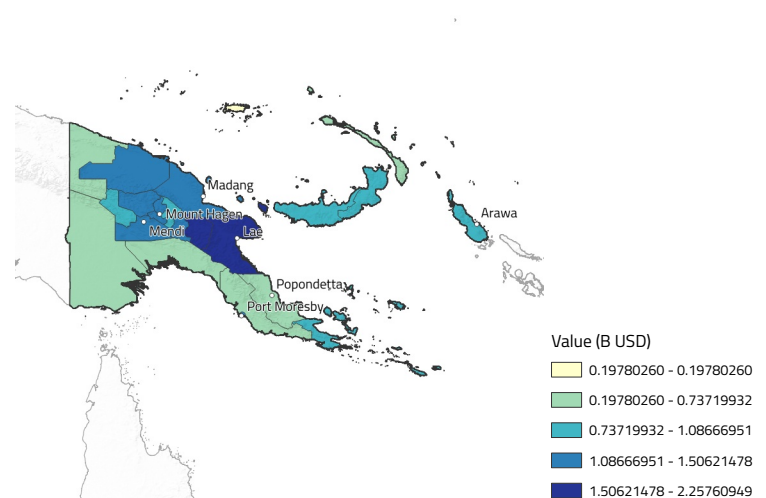 Madang
Mount Hagen
Arawa
Mendi
Lae
Popondetta
Port Moresby
Value (B USD)
0.19780260 - 0.19780260
0.19780260 - 0.73719932
0.73719932 - 1.08666951
1.08666951 - 1.50621478
1.50621478 - 2.25760949